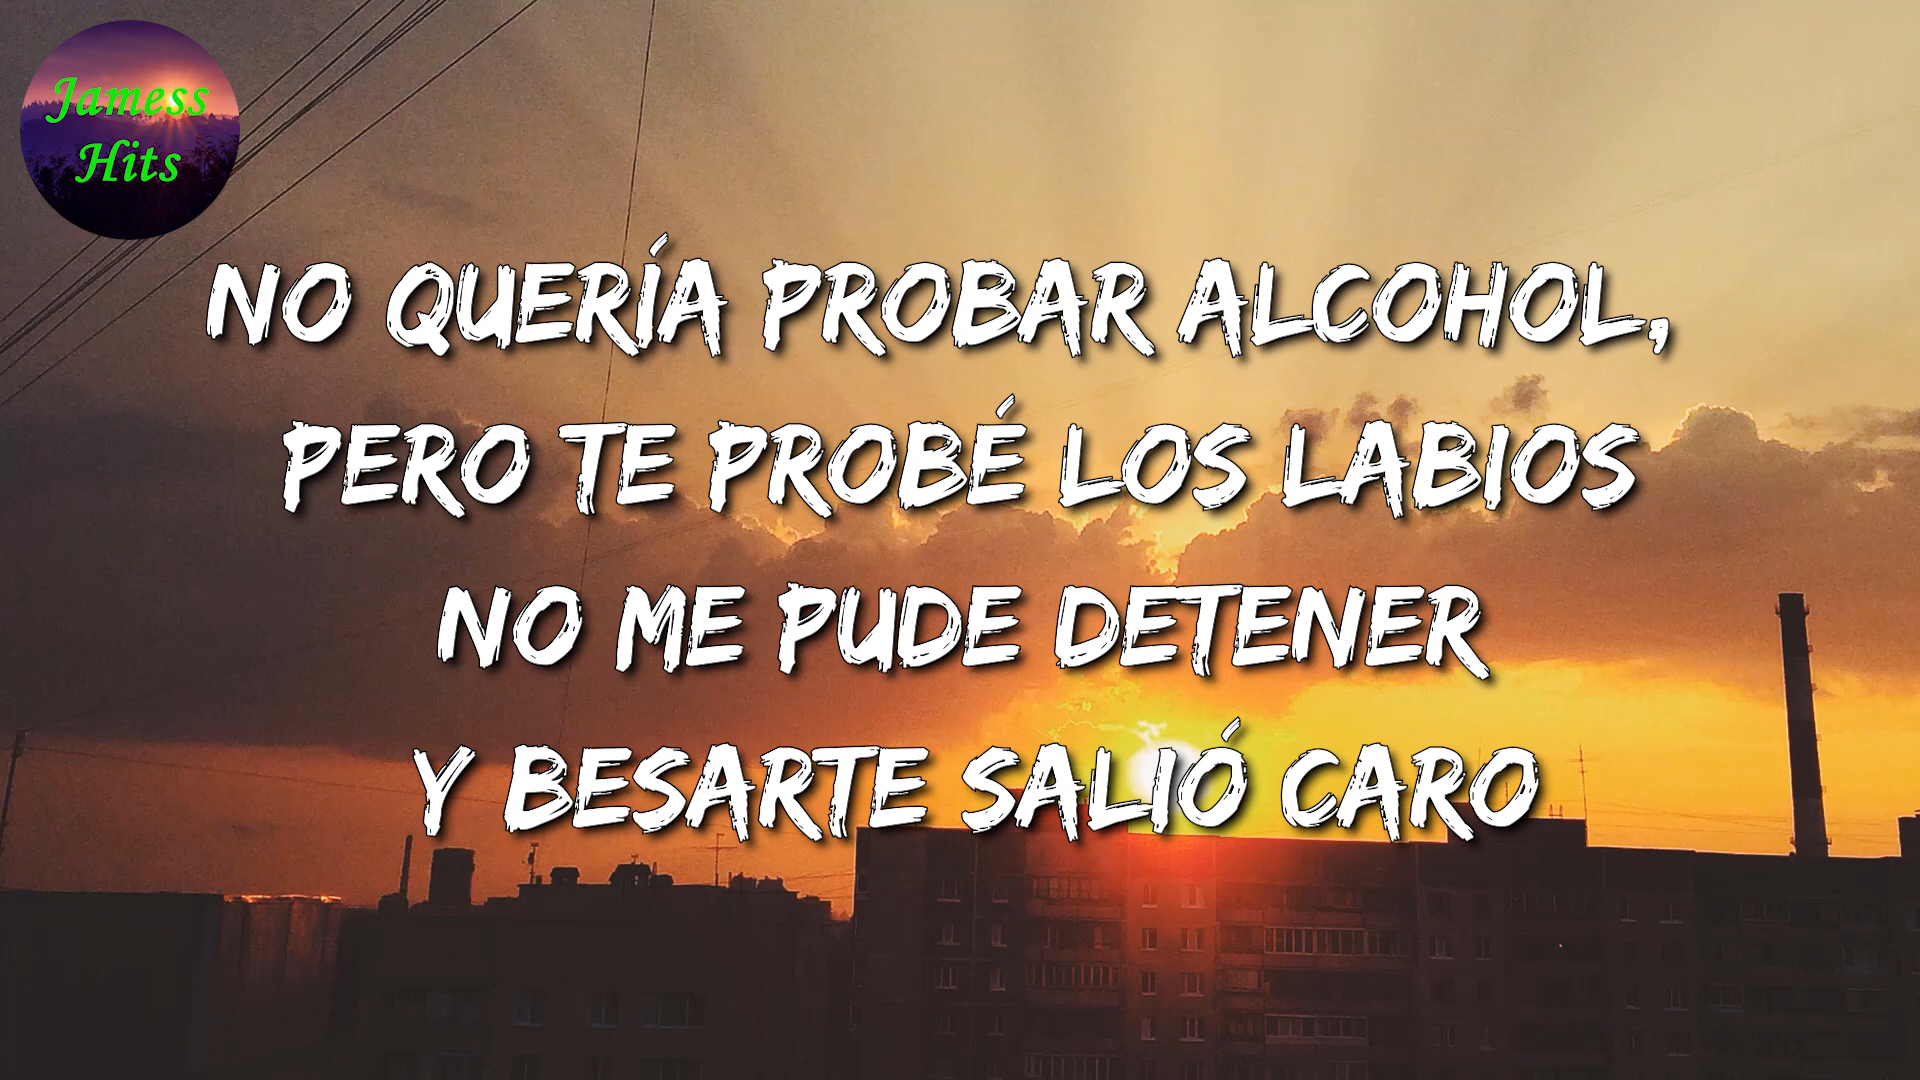 Jamess
Hits
NO QUERÍA PROBAR ALCOHOL,
PERO TE PROBÉ LOS LABIOS
NO ME PUDE DETENER
Y BESARTE SALIÓ CARO